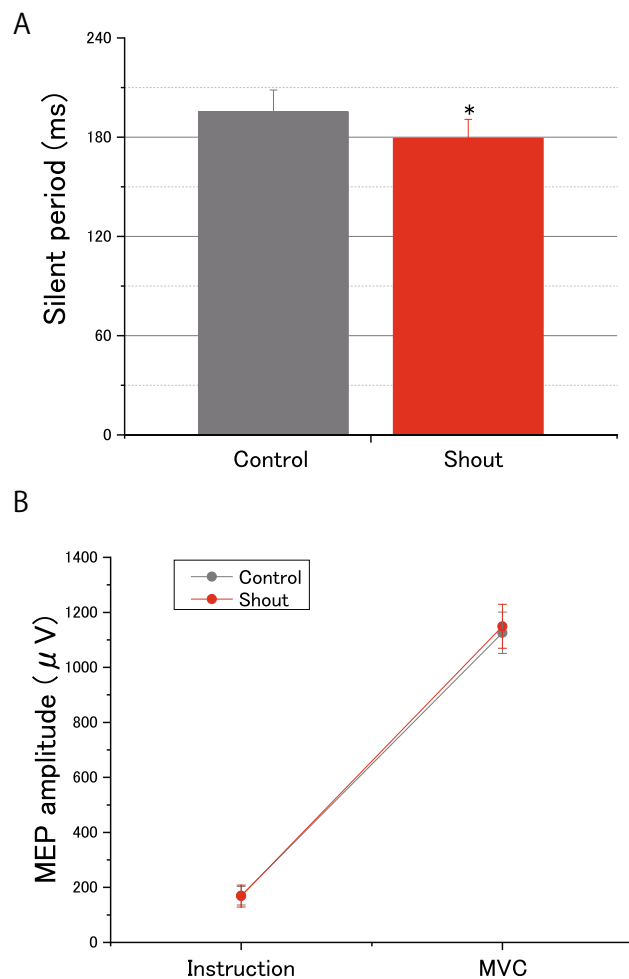 A
Silent period (ms)
240
180
120
60
0
*
Control
Shout
B
MEP amplitude (μV)
1400
1200
1000
800
600
400
200
0
Control
Shout
Instruction
MVC